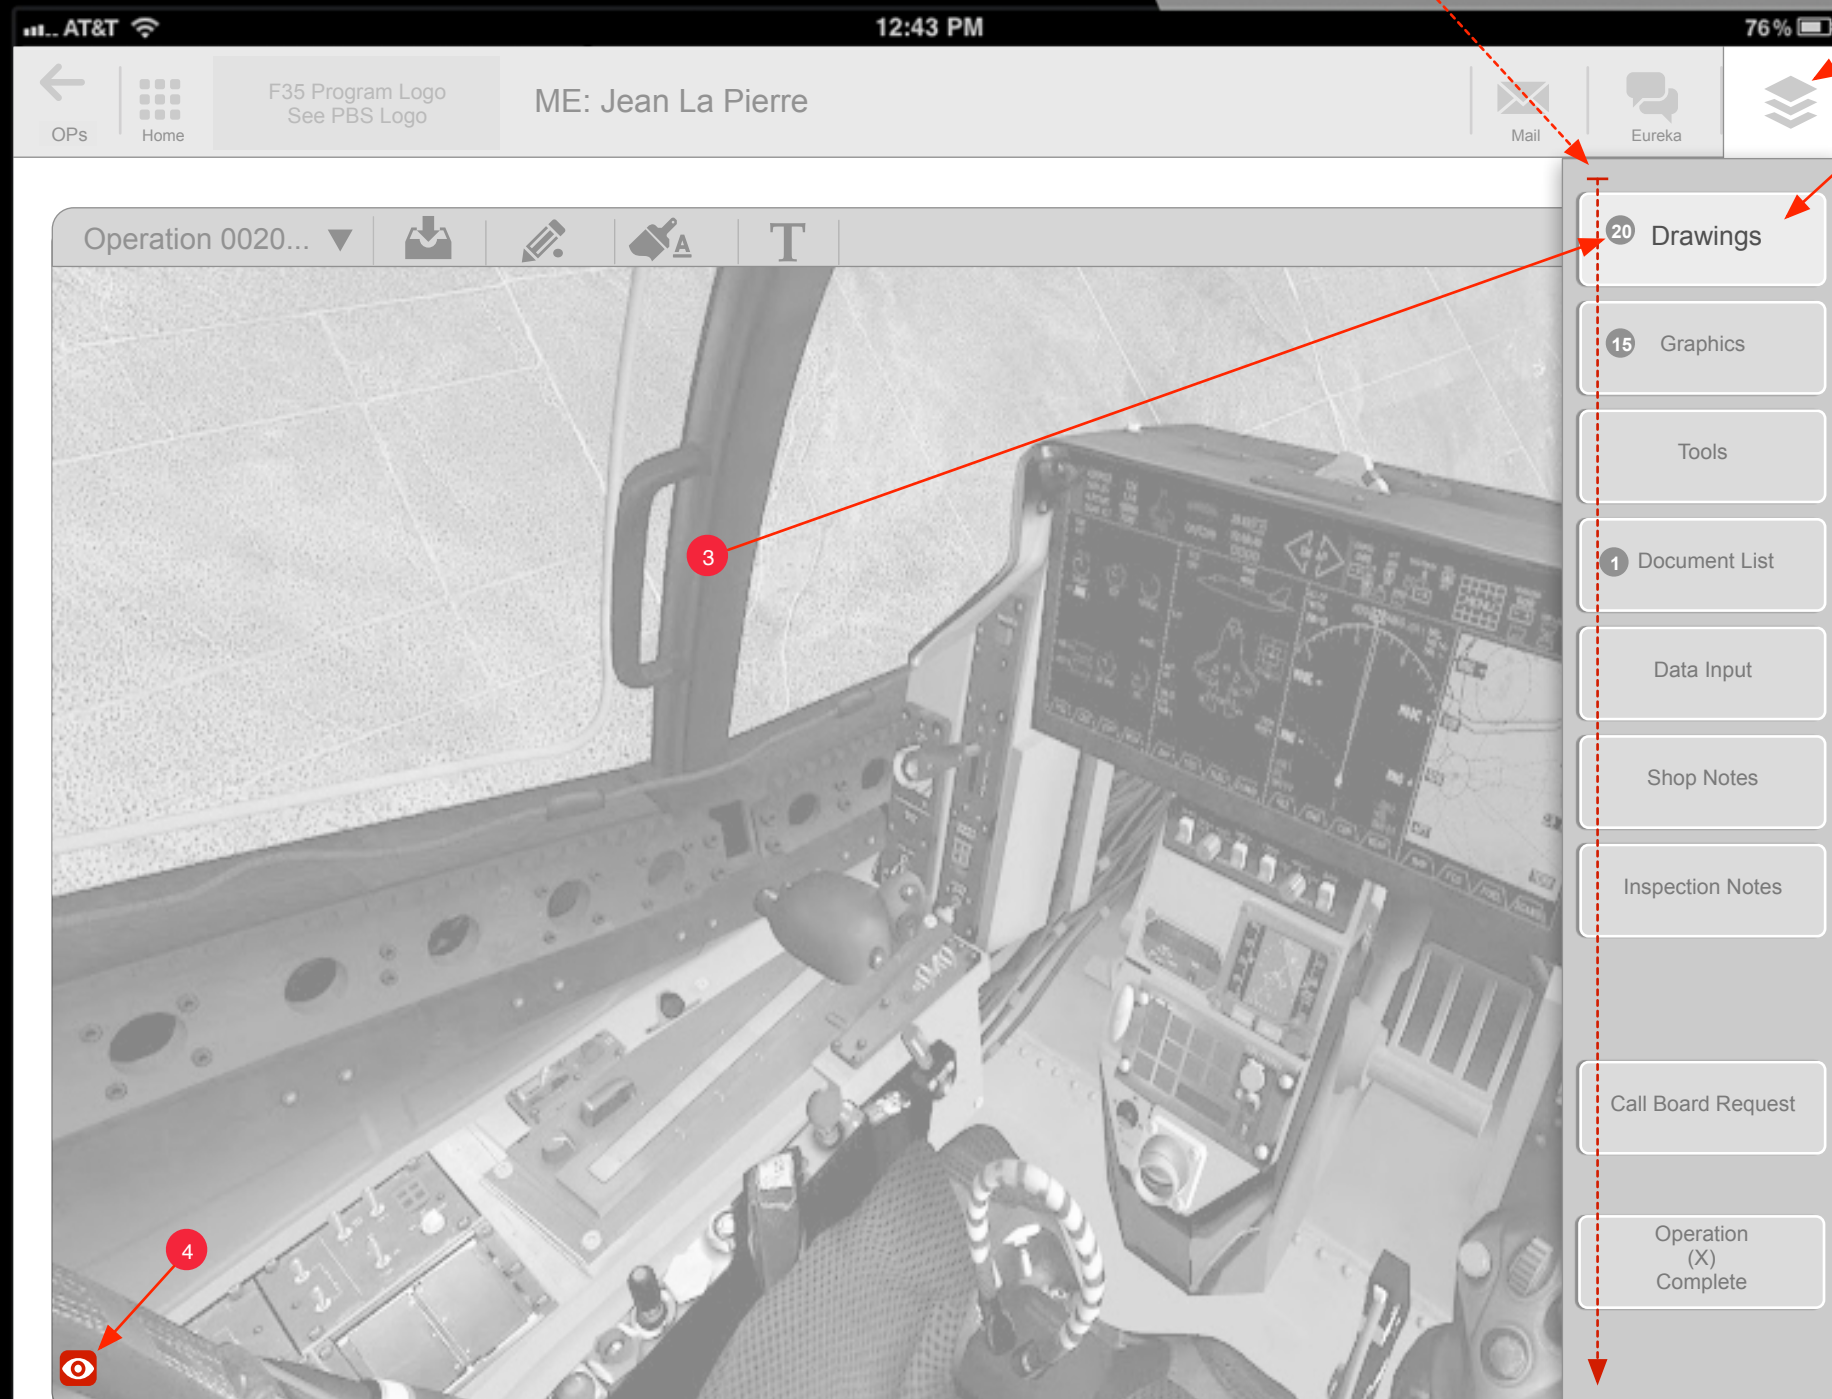 AT&T
12:43 PM
76%
OPs
Home
F35 Program Logo
See PBS Logo
ME: Jean La Pierre
Mail
Eureka
Operation 0020...
A
T
20 Drawings
15 Graphics
Tools
1 Document List
Data Input
Shop Notes
Inspection Notes
Call Board Request
Operation
(X)
Complete
3
4
MENU